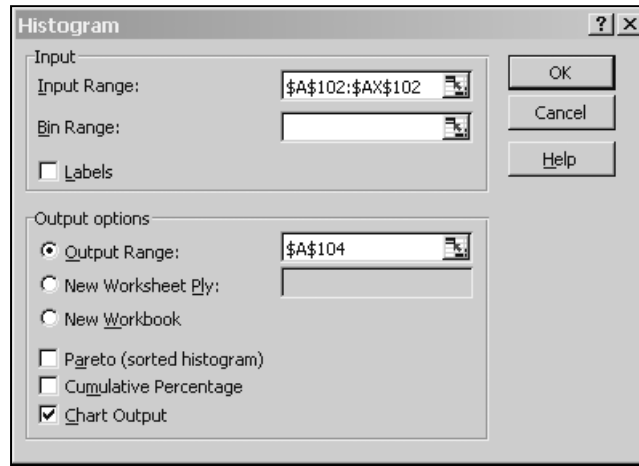 Histogram
Input
Input Range: $A$102:$AX$102
Bin Range:
Labels
OK
Cancel
Help
Output options
Output Range: $A$104
New Worksheet Ply:
New Workbook
Pareto (sorted histogram)
Cumulative Percentage
Chart Output